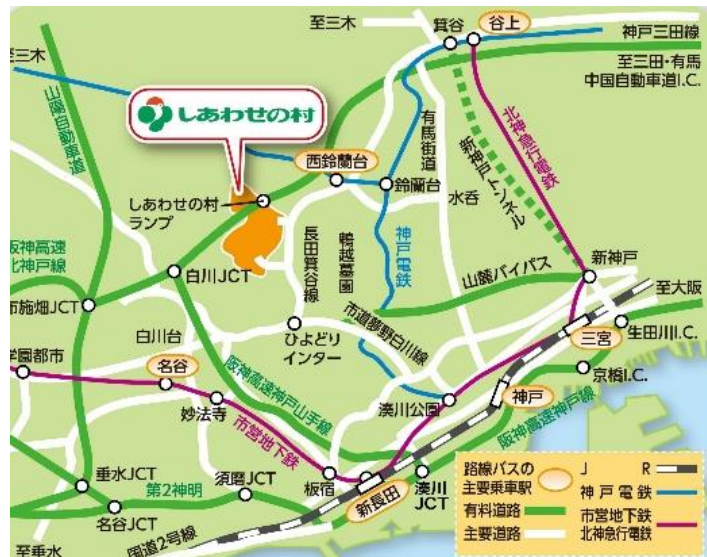 至三木
箕谷
谷上
神戸三田線
至三木
至三田・有馬
中国自動車道I.C.
山陽自動車道
しあわせの村
北神急行電鉄
有馬街道
新神戸トンネル
西鈴蘭台
鈴蘭台
水呑
しあわせの村
ランプ
長田箕谷線
鵯越墓園
神戸電鉄
新神戸
阪神高速
北神戸線
白川JCT
山麓バイパス
至大阪
布施畑JCT
市道夢野白川線
白川台
ひよどり
インター
三宮
生田川I.C.
学園都市
名谷
阪神高速神戸山手線
京橋I.C.
妙法寺
湊川公園
神戸
阪神高速神戸線
市営地下鉄
垂水JCT
第2神明
須磨JCT
板宿
新長田
湊川
JCT
名谷JCT
至垂水
国道2号線
路線バスの
主要乗車駅
有料道路
主要道路
JR
神戸電鉄
市営地下鉄
北神急行電鉄